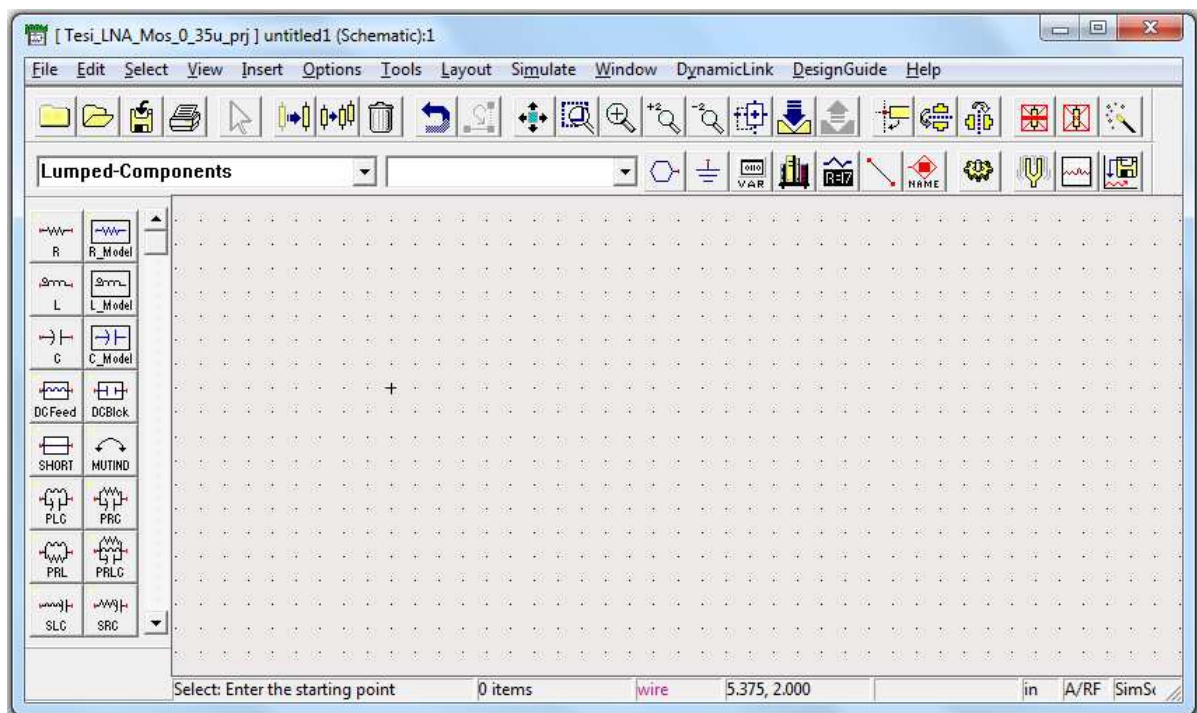 [ Tesi_LNA_Mos_0_35u_prj ] untitled1 (Schematic):1
File Edit Select View Insert Options Tools Layout Simulate Window DynamicLink DesignGuide Help
+2 -2
Lumped-Components
VAR NAME
R R_Model
L L_Model
C C_Model
DCFeed DCBlck
SHORT MUTIND
PLC PRC
PRL PRLC
SLC SRC
Select: Enter the starting point 0 items wire 5.375, 2.000 in A/RF